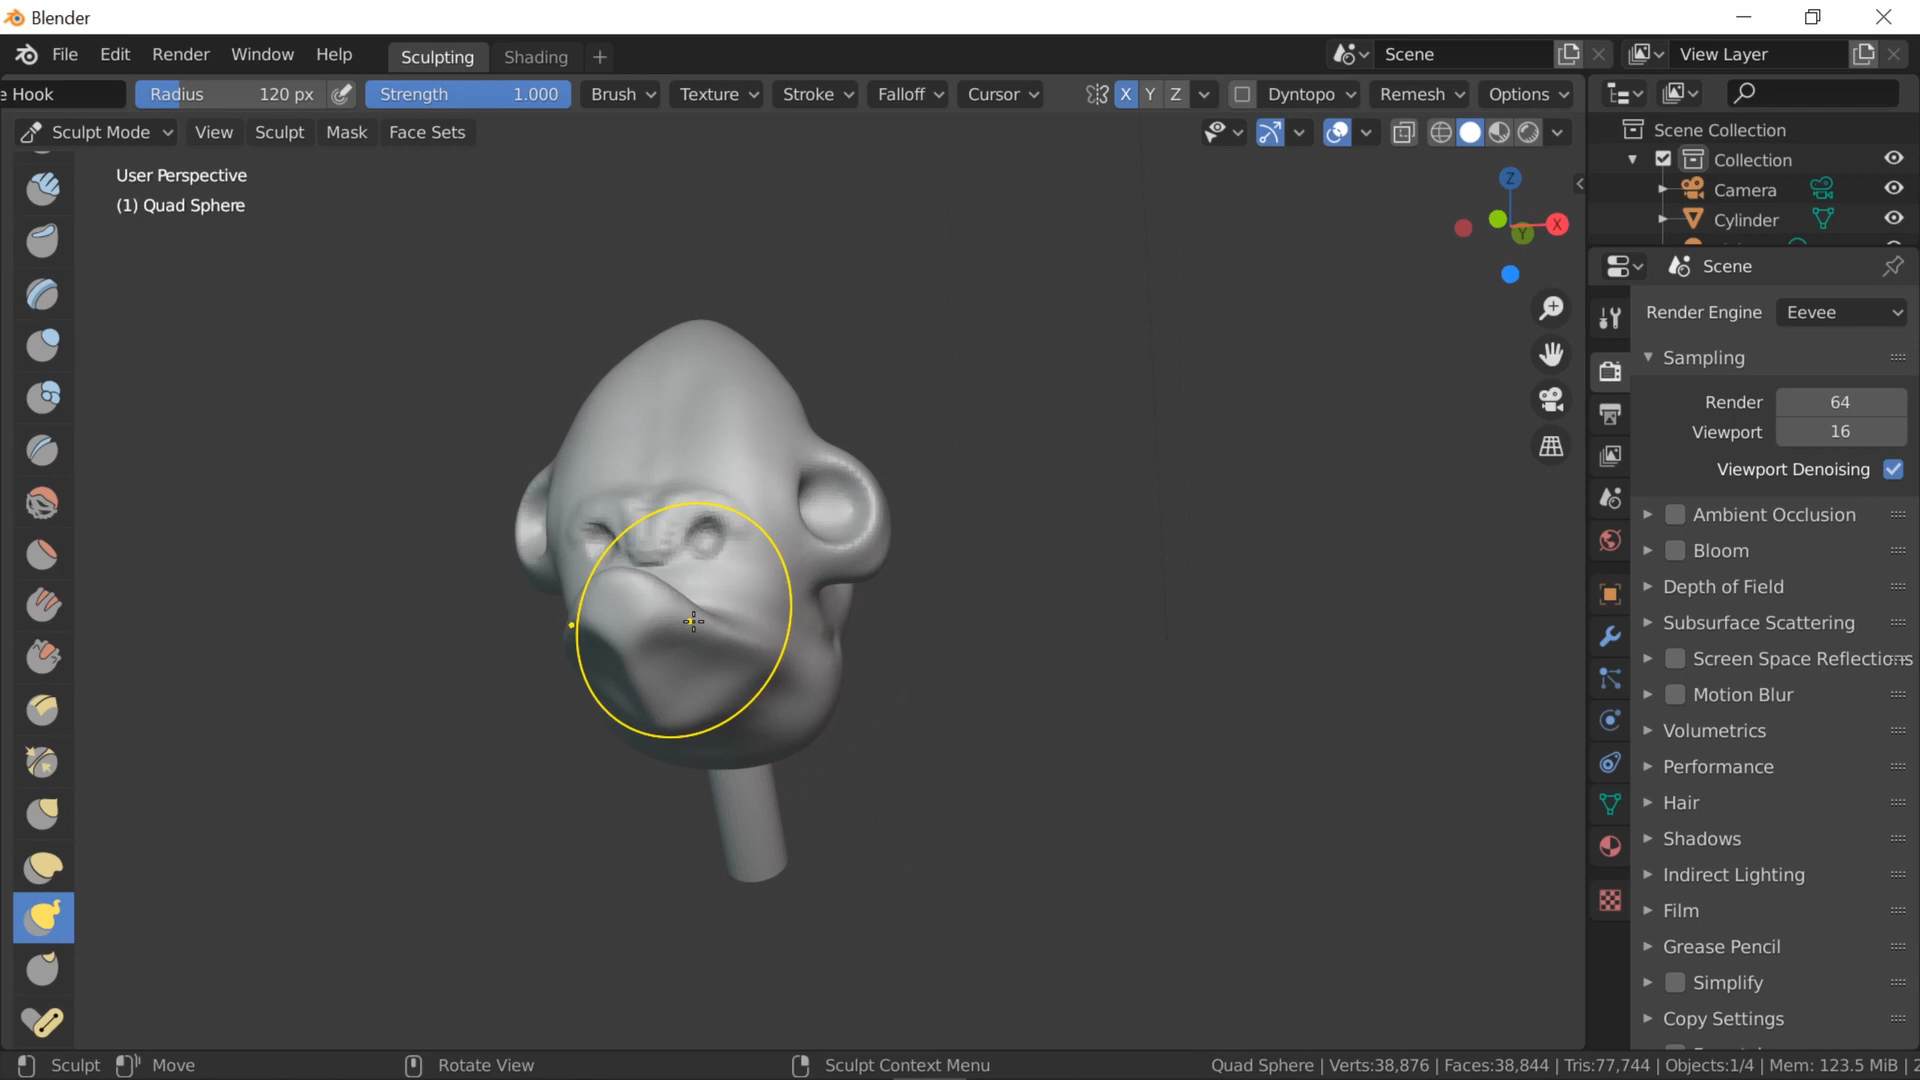 Blender
File Edit Render Window Help Sculpting Shading + Scene View Layer
e Hook Radius 120 px Strength 1.000 Brush Texture Stroke Falloff Cursor X Y Z Dyntopo Remesh Options
Sculpt Mode View Sculpt Mask Face Sets
User Perspective
(1) Quad Sphere
Z
X
Y
Scene Collection
Collection
Camera
Cylinder
Scene
Render Engine Eevee
Sampling
Render 64
Viewport 16
Viewport Denoising
Ambient Occlusion
Bloom
Depth of Field
Subsurface Scattering
Screen Space Reflections
Motion Blur
Volumetrics
Performance
Hair
Shadows
Indirect Lighting
Film
Grease Pencil
Simplify
Copy Settings
Sculpt Move Rotate View Sculpt Context Menu Quad Sphere | Verts:38,876 | Faces:38,844 | Tris:77,744 | Objects:1/4 | Mem: 123.5 MiB | 2